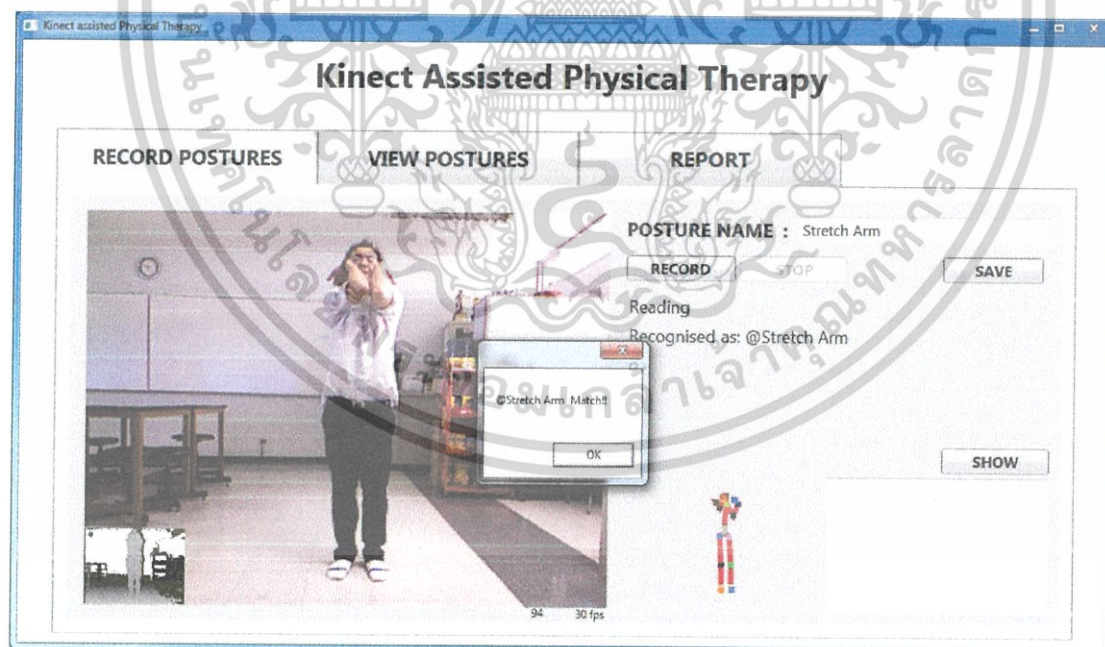 Kinect assisted Physical Therapy
Kinect Assisted Physical Therapy
RECORD POSTURES
VIEW POSTURES
REPORT
POSTURE NAME : Stretch Arm
RECORD
STOP
SAVE
Reading
Recognised as: @Stretch Arm
@Stretch Arm Match!!
OK
SHOW
94
30 fps